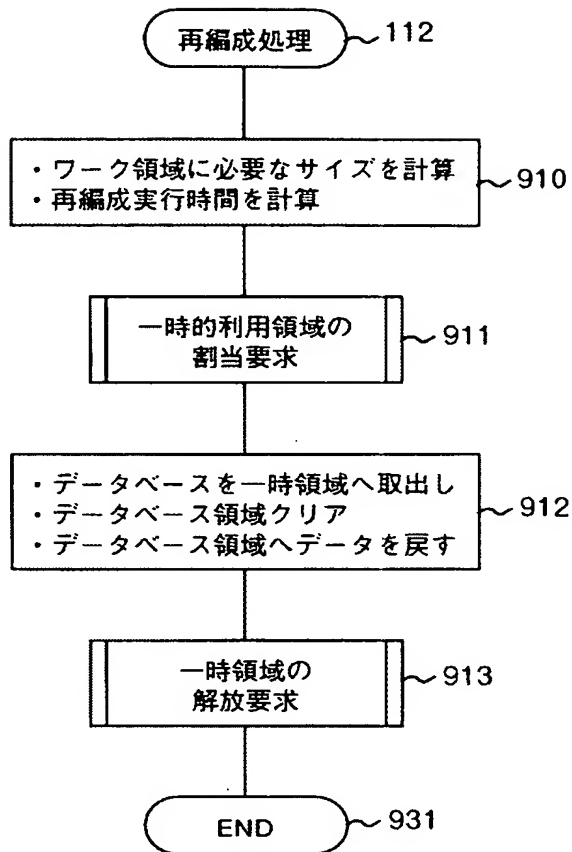 再編成処理
112
・ワーク領域に必要なサイズを計算
・再編成実行時間を計算
910
一時的利用領域の
割当要求
911
・データベースを一時領域へ取出し
・データベース領域クリア
・データベース領域へデータを戻す
912
一時領域の
解放要求
913
END
931